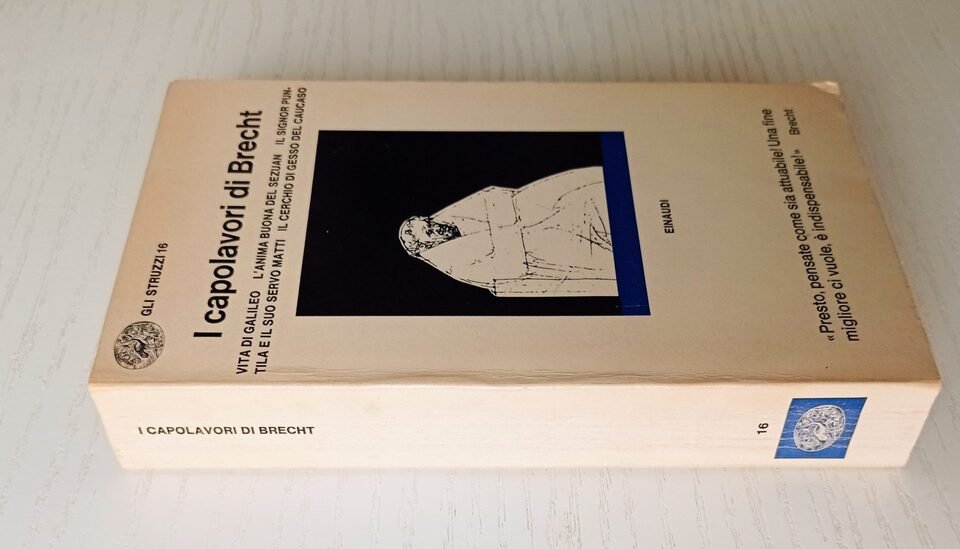 GLI STRUZZI 16
I capolavori di Brecht
VITA DI GALILEO L'ANIMA BUONA DEL SEZUAN IL SIGNOR PUN-
TILA E IL SUO SERVO MATTI IL CERCHIO DI GESSO DEL CAUCASO
EINAUDI
«Presto, pensate come sia attuabile! Una fine
migliore ci vuole, è indispensabile!» Brecht
I CAPOLAVORI DI BRECHT
16